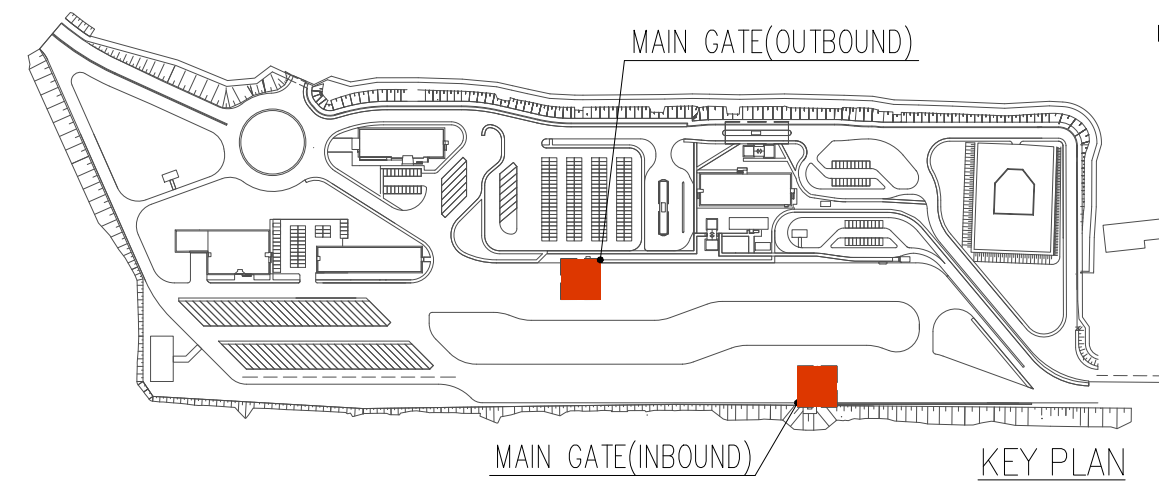 MAIN GATE(OUTBOUND)
MAIN GATE(INBOUND)
KEY PLAN